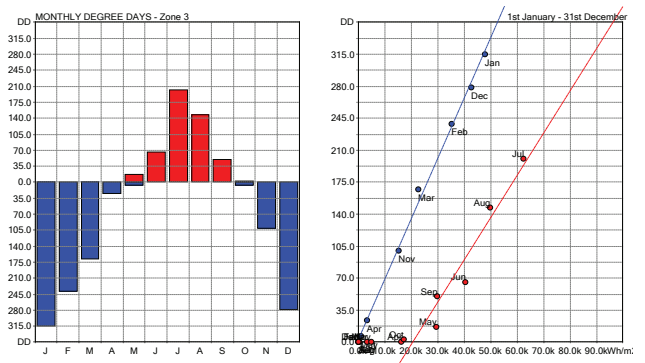 MONTHLY DEGREE DAYS - Zone 3
DD
315.0
280.0
245.0
210.0
175.0
140.0
105.0
70.0
35.0
0.0
35.0
70.0
105.0
140.0
175.0
210.0
245.0
280.0
315.0
DD
J F M A M J J A S O N D
1st January - 31st December
DD
315.0
280.0
245.0
210.0
175.0
140.0
105.0
70.0
35.0
Jan
Dec
Feb
Jul
Mar
Aug
Nov
Jun
Sep
Apr
May
Oct
10.0k 20.0k 30.0k 40.0k 50.0k 60.0k 70.0k 80.0k 90.0kWh/m